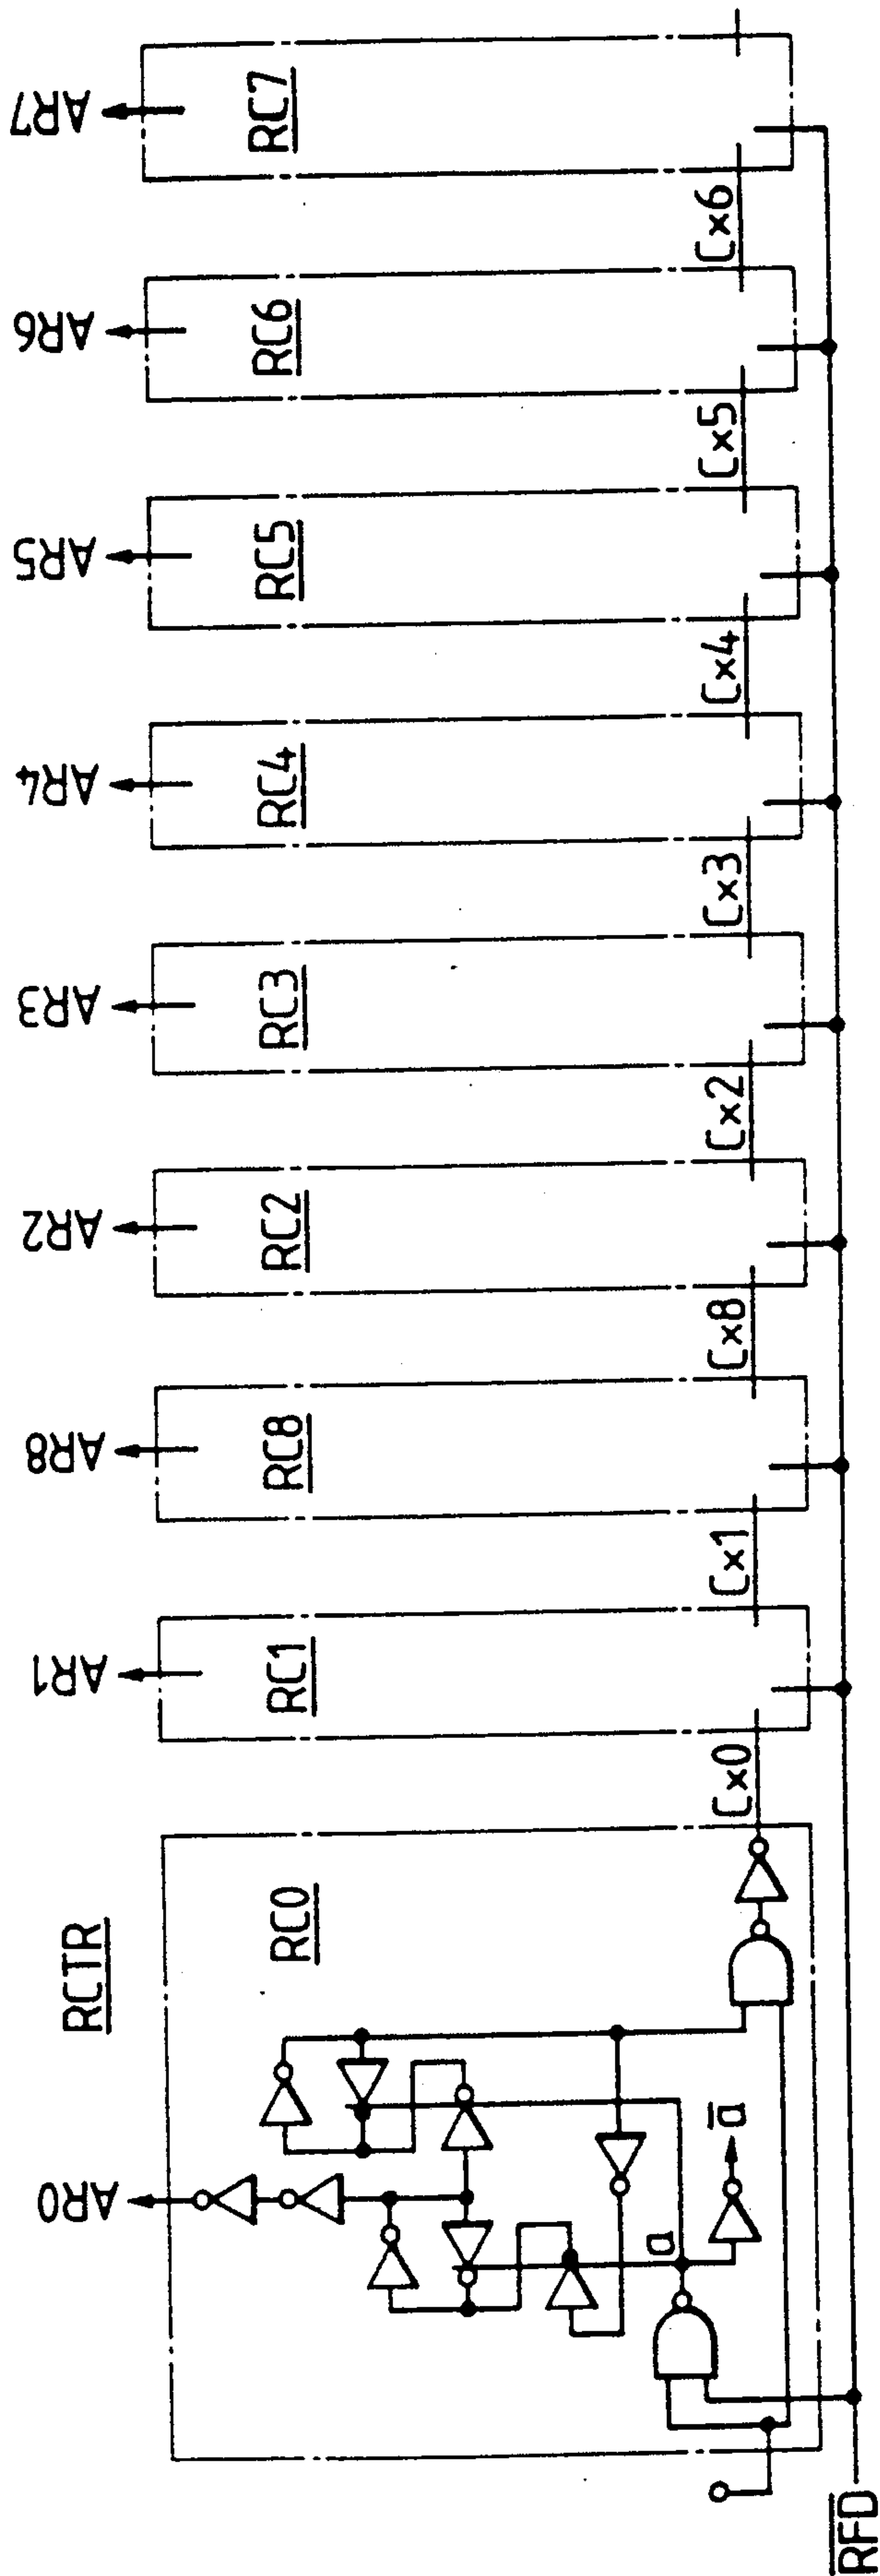 RCTR
AR0
AR1
AR8
AR2
AR3
AR4
AR5
AR6
AR7
RC0
RC1
RC8
RC2
RC3
RC4
RC5
RC6
RC7
a
a̅
Cx0
Cx1
Cx8
Cx2
Cx3
Cx4
Cx5
Cx6
R̅F̅D̅